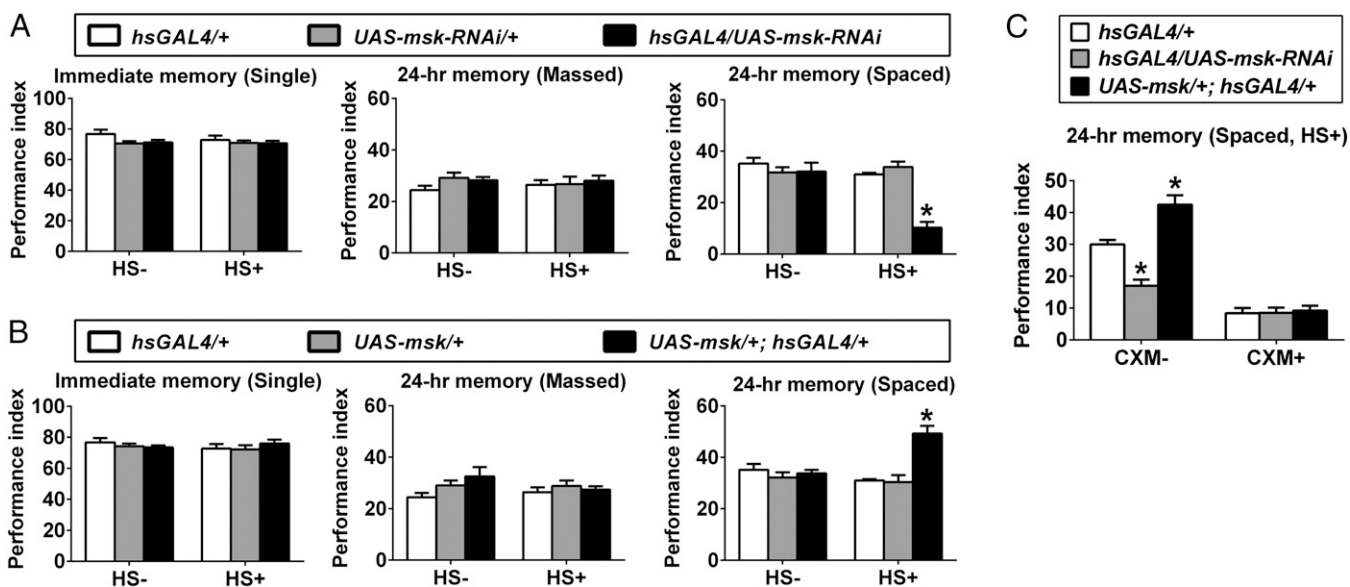 A
hsGAL4/+ UAS-msk-RNAi/+ hsGAL4/UAS-msk-RNAi
Immediate memory (Single)
Performance index
100
80
60
40
20
0
HS- HS+
24-hr memory (Massed)
Performance index
60
40
20
0
HS- HS+
24-hr memory (Spaced)
Performance index
60
40
20
0
*
HS- HS+
B
hsGAL4/+ UAS-msk/+ UAS-msk/+; hsGAL4/+
Immediate memory (Single)
Performance index
100
80
60
40
20
0
HS- HS+
24-hr memory (Massed)
Performance index
60
40
20
0
HS- HS+
24-hr memory (Spaced)
Performance index
60
40
20
0
*
HS- HS+
C
hsGAL4/+
hsGAL4/UAS-msk-RNAi
UAS-msk/+; hsGAL4/+
24-hr memory (Spaced, HS+)
Performance index
50
40
30
20
10
0
* *
CXM- CXM+